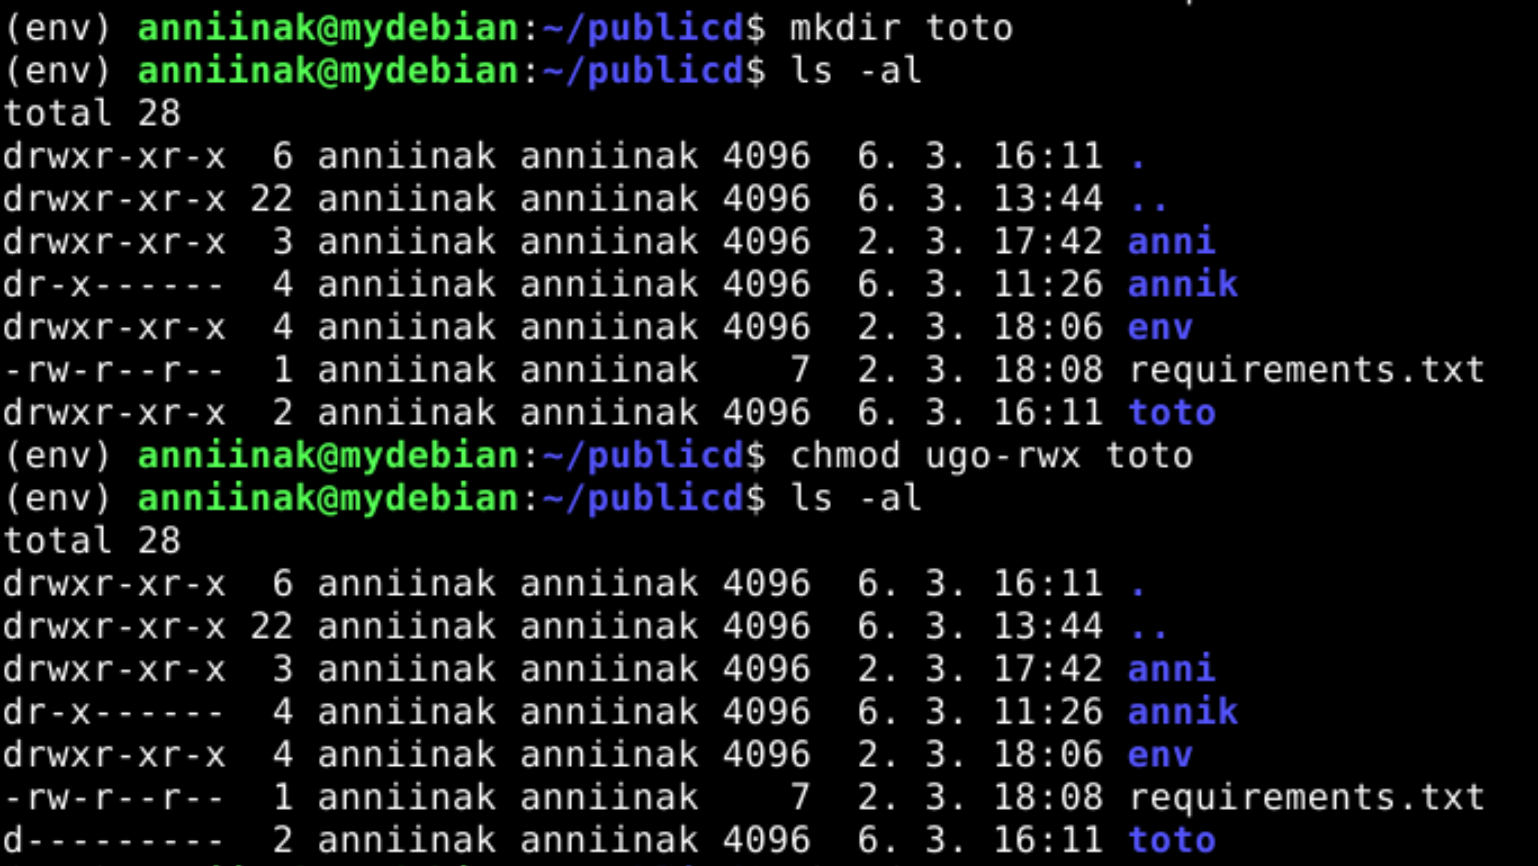 (env) anniinak@mydebian:~/publicd$ mkdir toto
(env) anniinak@mydebian:~/publicd$ ls -al
total 28
drwxr-xr-x  6 anniinak anniinak 4096  6. 3. 16:11 .
drwxr-xr-x 22 anniinak anniinak 4096  6. 3. 13:44 ..
drwxr-xr-x  3 anniinak anniinak 4096  2. 3. 17:42 anni
dr-x------  4 anniinak anniinak 4096  6. 3. 11:26 annik
drwxr-xr-x  4 anniinak anniinak 4096  2. 3. 18:06 env
-rw-r--r--  1 anniinak anniinak    7  2. 3. 18:08 requirements.txt
drwxr-xr-x  2 anniinak anniinak 4096  6. 3. 16:11 toto
(env) anniinak@mydebian:~/publicd$ chmod ugo-rwx toto
(env) anniinak@mydebian:~/publicd$ ls -al
total 28
drwxr-xr-x  6 anniinak anniinak 4096  6. 3. 16:11 .
drwxr-xr-x 22 anniinak anniinak 4096  6. 3. 13:44 ..
drwxr-xr-x  3 anniinak anniinak 4096  2. 3. 17:42 anni
dr-x------  4 anniinak anniinak 4096  6. 3. 11:26 annik
drwxr-xr-x  4 anniinak anniinak 4096  2. 3. 18:06 env
-rw-r--r--  1 anniinak anniinak    7  2. 3. 18:08 requirements.txt
d---------  2 anniinak anniinak 4096  6. 3. 16:11 toto